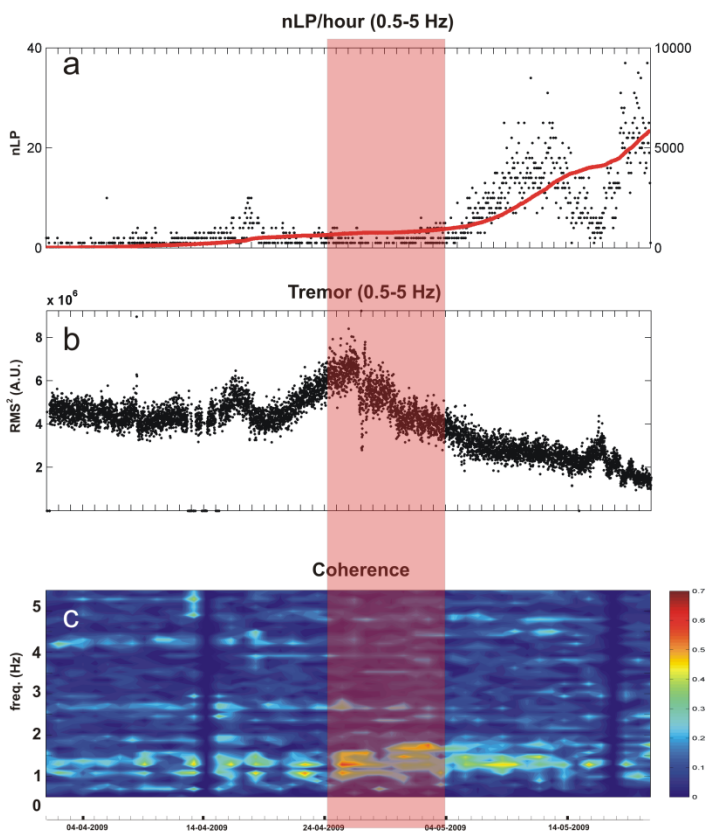 nLP/hour (0.5-5 Hz)
a
nLP
40
20
0
10000
5000
0
Tremor (0.5-5 Hz)
x 10⁶
b
RMS² (A.U.)
8
6
4
2
Coherence
c
freq. (Hz)
5
4
3
2
1
0
0.7
0.6
0.5
0.4
0.3
0.2
0.1
0
04-04-2009 14-04-2009 24-04-2009 04-05-2009 14-05-2009